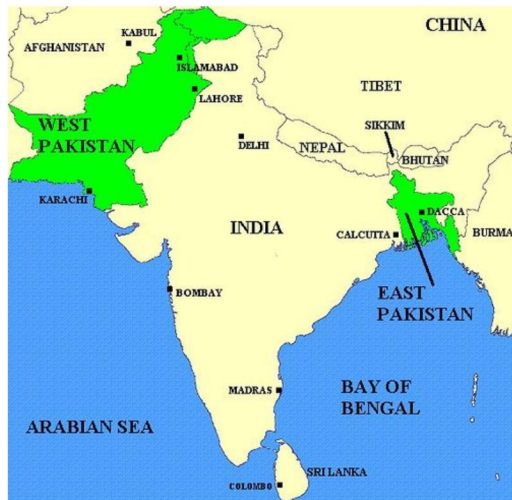 CHINA
KABUL
AFGHANISTAN
ISLAMABAD
TIBET
LAHORE
WEST
PAKISTAN
SIKKIM
DELHI
NEPAL
BHUTAN
KARACHI
DACCA
INDIA
CALCUTTA
BURMA
BOMBAY
EAST
PAKISTAN
MADRAS
BAY OF
BENGAL
ARABIAN SEA
SRI LANKA
COLOMBO